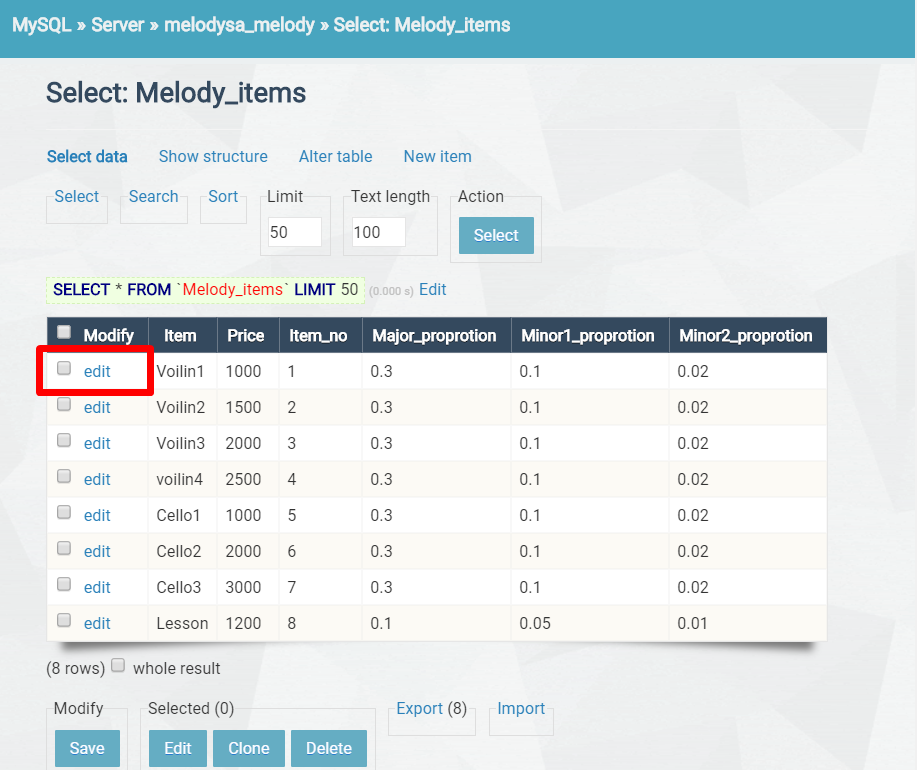 MySQL » Server » melodysa_melody » Select: Melody_items
Select: Melody_items
Select data Show structure Alter table New item
Select Search Sort Limit Text length Action
50 100 Select
SELECT * FROM `Melody_items` LIMIT 50 (0.000 s) Edit
Modify Item Price Item_no Major_proprotion Minor1_proprotion Minor2_proprotion
edit Voilin1 1000 1 0.3 0.1 0.02
edit Voilin2 1500 2 0.3 0.1 0.02
edit Voilin3 2000 3 0.3 0.1 0.02
edit voilin4 2500 4 0.3 0.1 0.02
edit Cello1 1000 5 0.3 0.1 0.02
edit Cello2 2000 6 0.3 0.1 0.02
edit Cello3 3000 7 0.3 0.1 0.02
edit Lesson 1200 8 0.1 0.05 0.01
(8 rows) whole result
Modify Selected (0) Export (8) Import
Save Edit Clone Delete